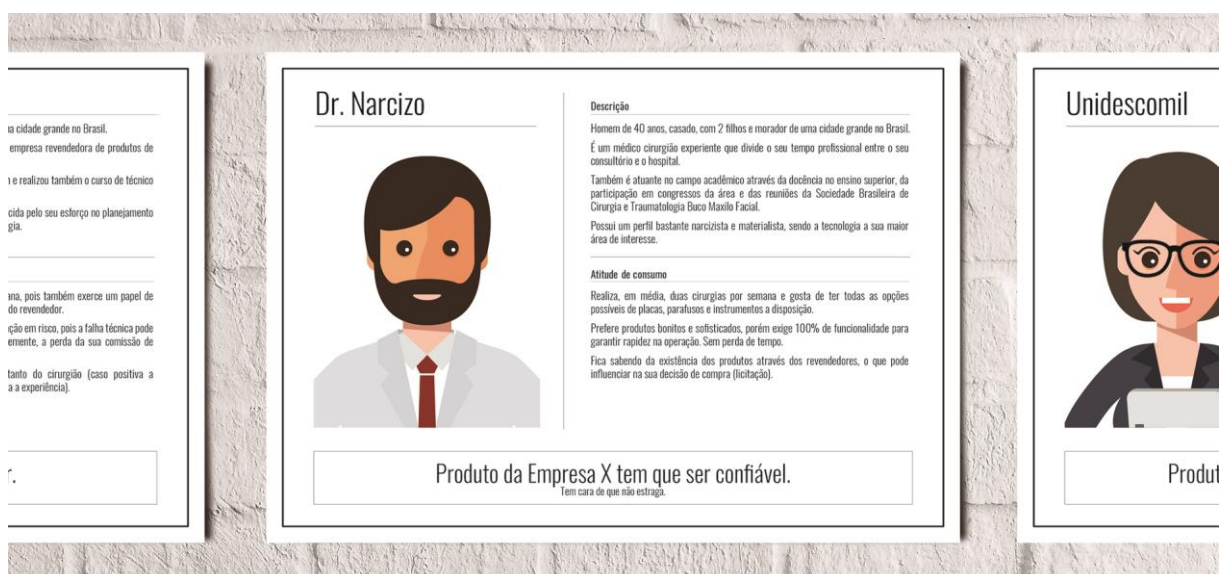 a cidade grande no Brasil.
empresa revendedora de produtos de
e realizou também o curso de técnico
cida pelo seu esforço no planejamento
gia.
ana, pois também exerce um papel de
do revendedor.
ção em risco, pois a falha técnica pode
emente, a perda da sua comissão de
tanto do cirurgião (caso positiva a
a a experiência).
r.
Dr. Narcizo
Descrição
Homem de 40 anos, casado, com 2 filhos e morador de uma cidade grande no Brasil.
É um médico cirurgião experiente que divide o seu tempo profissional entre o seu
consultório e o hospital.
Também é atuante no campo acadêmico através da docência no ensino superior, da
participação em congressos da área e das reuniões da Sociedade Brasileira de
Cirurgia e Traumatologia Buco Maxilo Facial.
Possui um perfil bastante narcizista e materialista, sendo a tecnologia a sua maior
área de interesse.
Atitude de consumo
Realiza, em média, duas cirurgias por semana e gosta de ter todas as opções
possíveis de placas, parafusos e instrumentos a disposição.
Prefere produtos bonitos e sofisticados, porém exige 100% de funcionalidade para
garantir rapidez na operação. Sem perda de tempo.
Fica sabendo da existência dos produtos através dos revendedores, o que pode
influenciar na sua decisão de compra (licitação).
Produto da Empresa X tem que ser confiável.
Tem cara de que não estraga.
Unidescomil
Produt